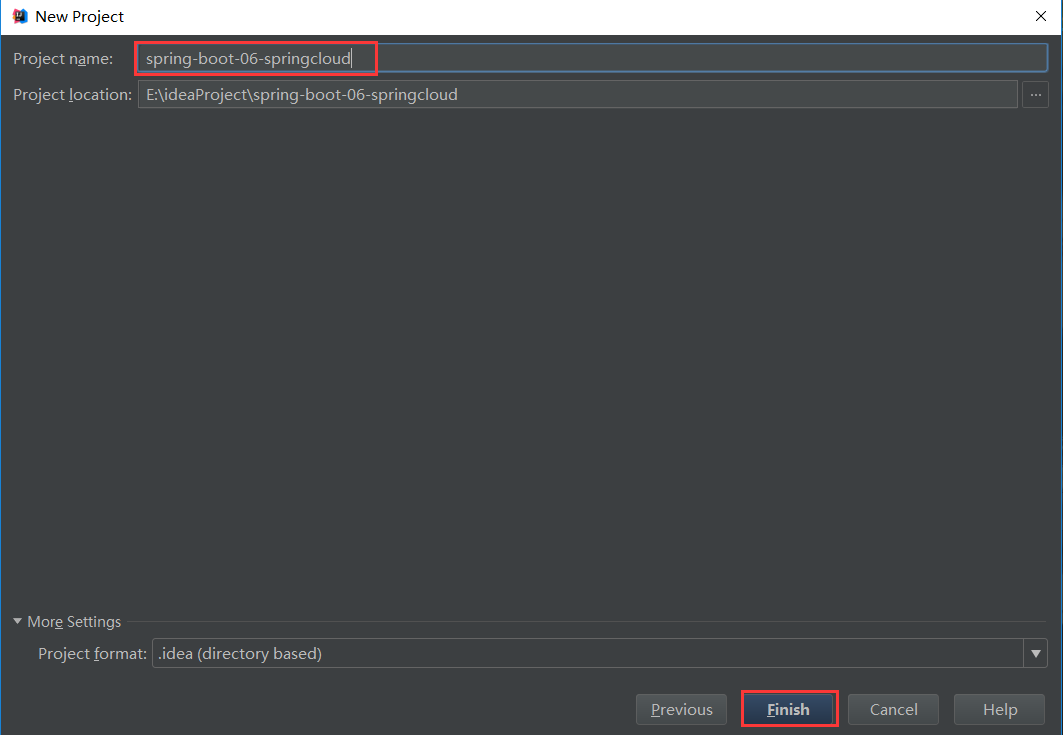 New Project
Project name: spring-boot-06-springcloud
Project location: E:\ideaProject\spring-boot-06-springcloud ...
More Settings
Project format: .idea (directory based)
Previous Finish Cancel Help